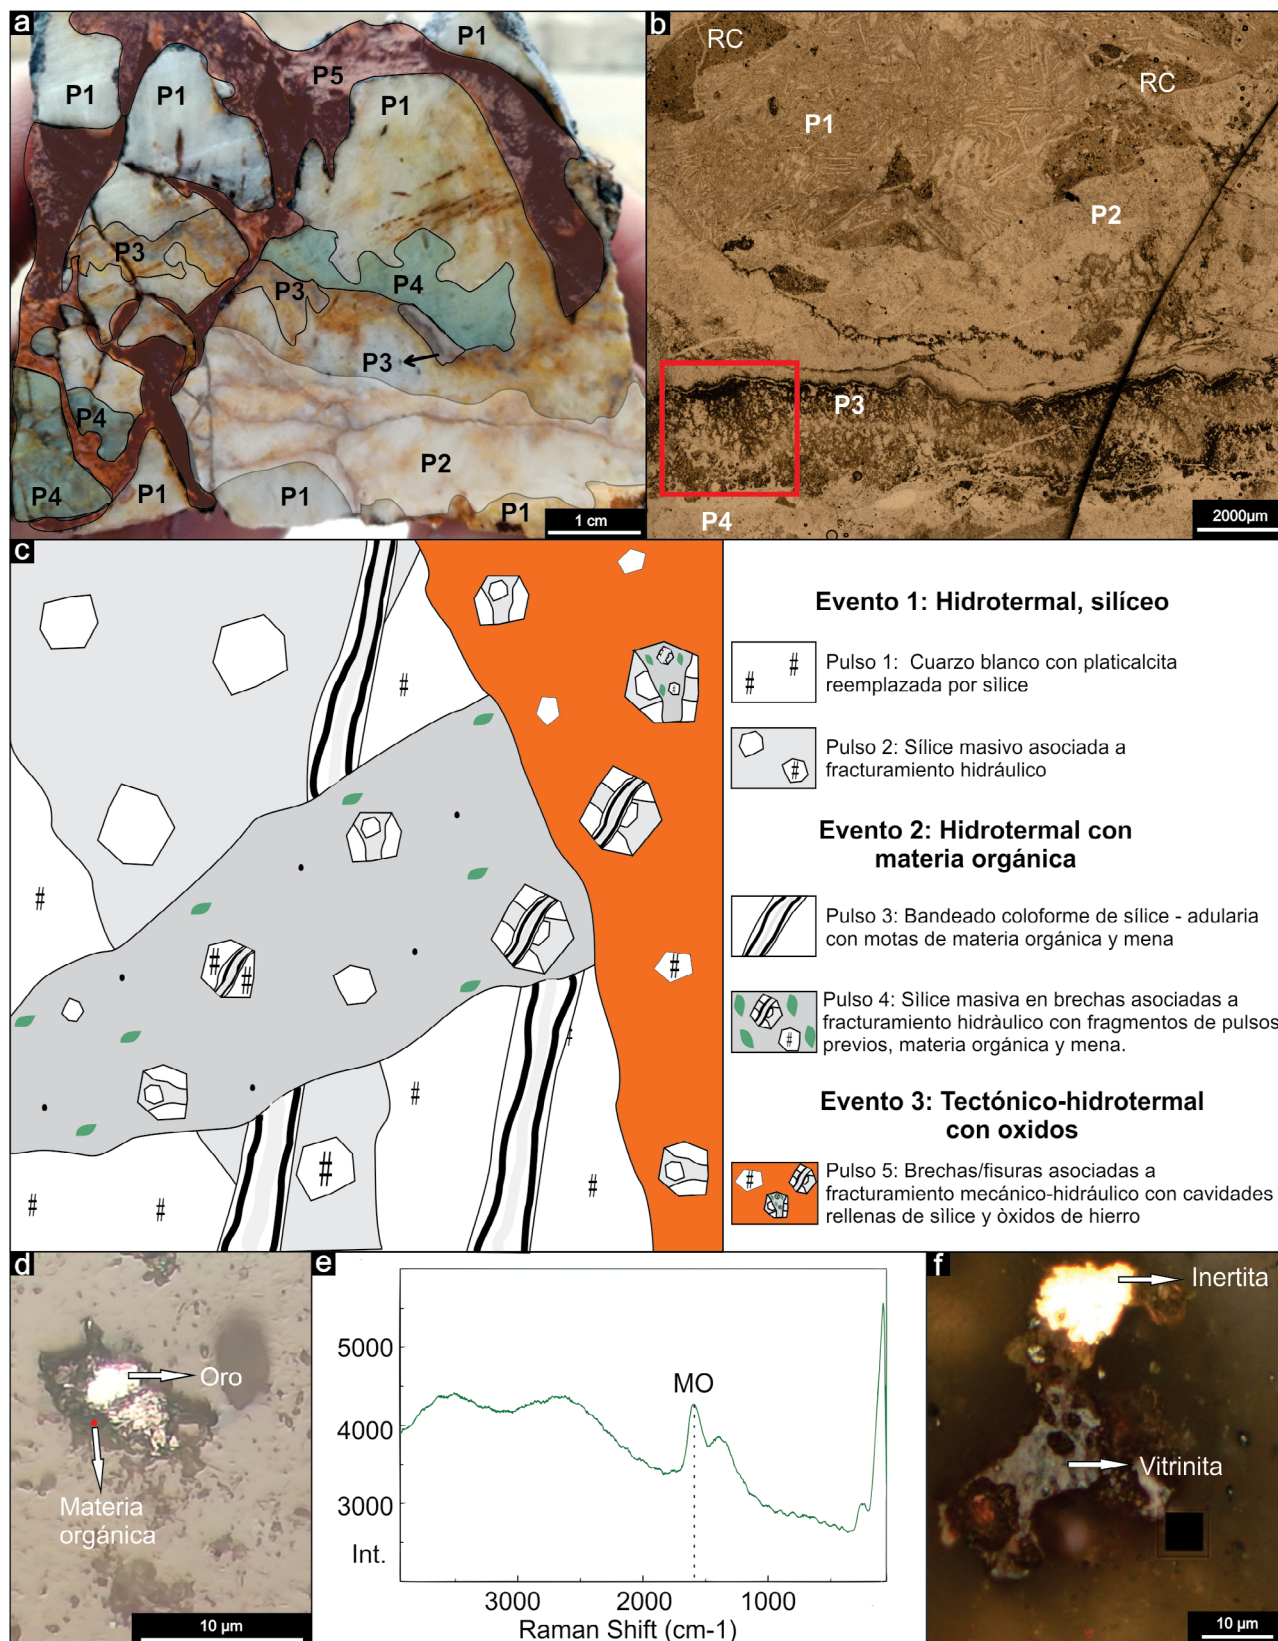 a
P1
P1
P1
P5
P1
P3
P3
P4
P3
P4
P2
P4
P1
P1
P1
1 cm
b
RC
RC
P1
P2
P3
P4
2000µm
c
#
#
#
#
#
#
#
#
#
#
#
#
Evento 1: Hidrotermal, silíceo
#
#
Pulso 1: Cuarzo blanco con platicalcita
reemplazada por sìlice
#
Pulso 2: Sílice masivo asociada a
fracturamiento hidráulico
Evento 2: Hidrotermal con
materia orgánica
Pulso 3: Bandeado coloforme de sílice - adularia
con motas de materia orgánica y mena
#
Pulso 4: Sìlice masiva en brechas asociadas a
fracturamiento hidràulico con fragmentos de pulsos
previos, materia orgánica y mena.
Evento 3: Tectónico-hidrotermal
con oxidos
#
Pulso 5: Brechas/fisuras asociadas a
fracturamiento mecánico-hidráulico con cavidades
rellenas de sìlice y òxidos de hierro
d
Oro
Materia
orgánica
10 µm
e
5000
4000
3000
Int.
MO
3000
2000
1000
Raman Shift (cm-1)
f
Inertita
Vitrinita
10 µm